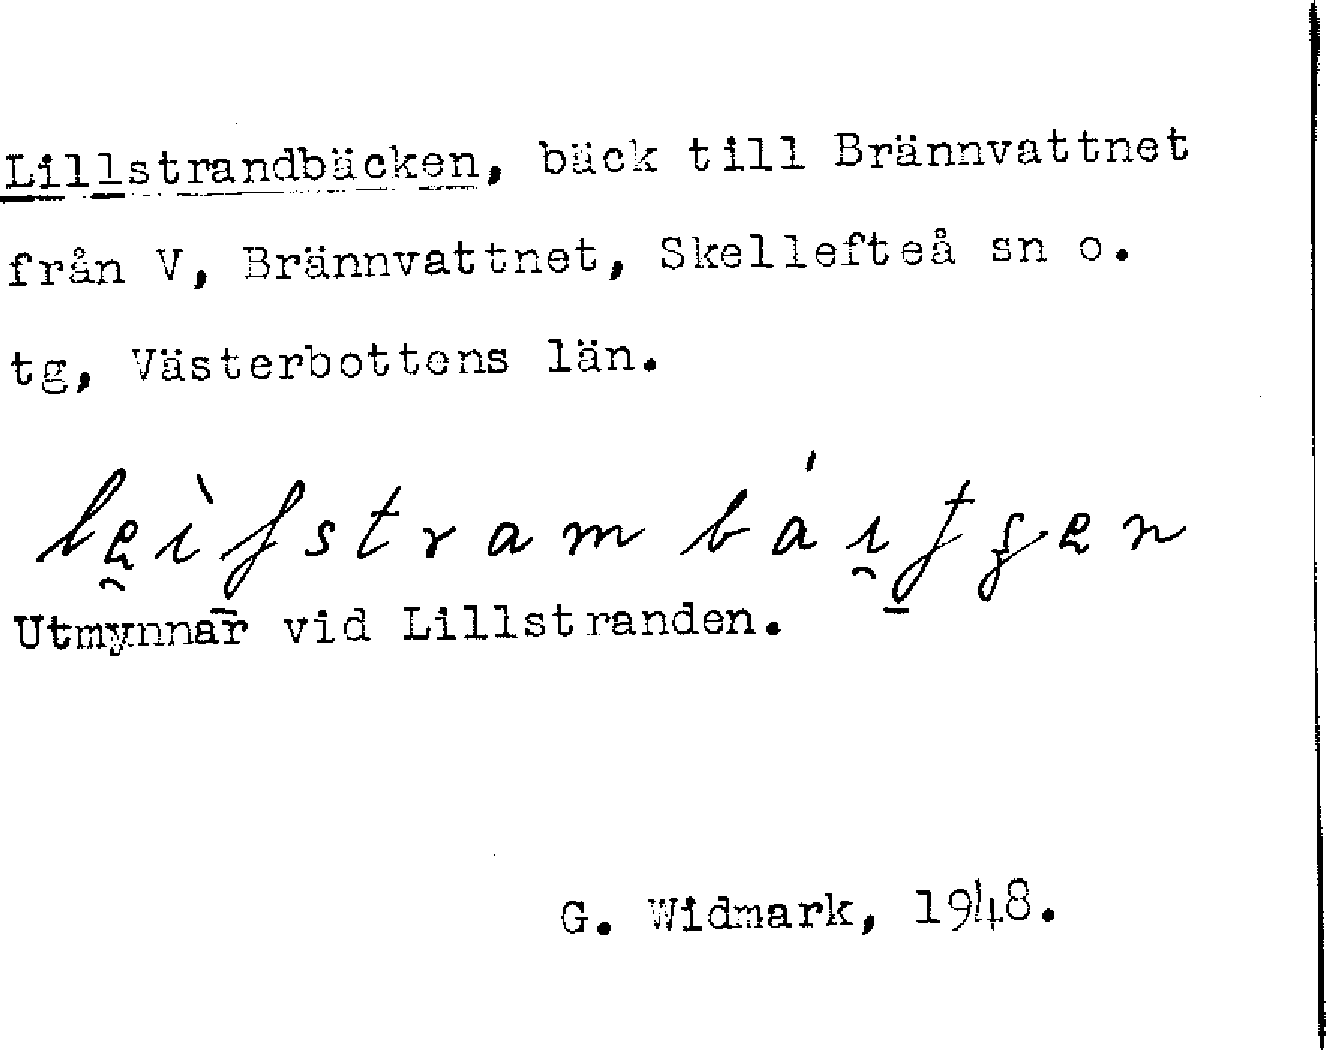 Lillstrandbäcken, bäck till Brännvattnet
från V, Brännvattnet, Skellefteå sn o.
tg, Västerbottens län.
Utmynnar vid Lillstranden.
G. Widmark, 1948.